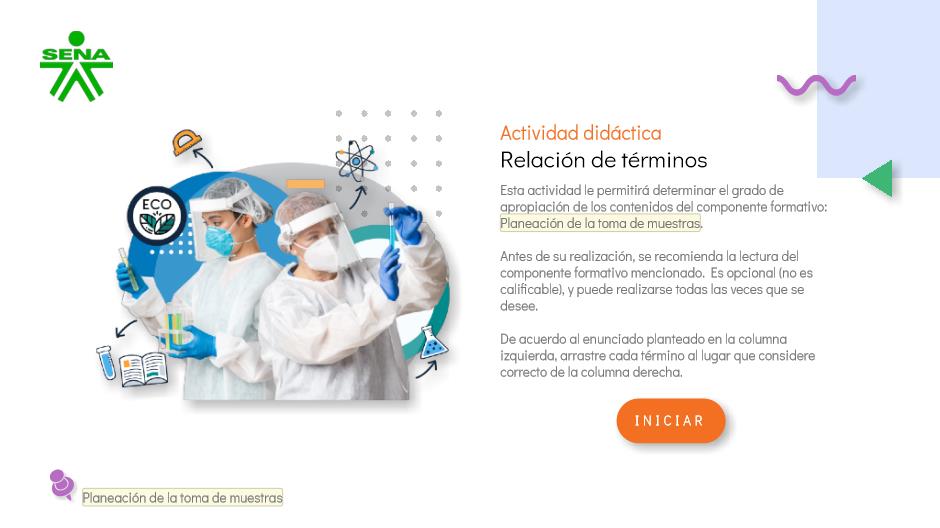 SENA
Actividad didáctica
Relación de términos
Esta actividad le permitirá determinar el grado de
apropiación de los contenidos del componente formativo:
Planeación de la toma de muestras.
Antes de su realización, se recomienda la lectura del
componente formativo mencionado. Es opcional (no es
calificable), y puede realizarse todas las veces que se
desee.
De acuerdo al enunciado planteado en la columna
izquierda, arrastre cada término al lugar que considere
correcto de la columna derecha.
INICIAR
ECO
Planeación de la toma de muestras